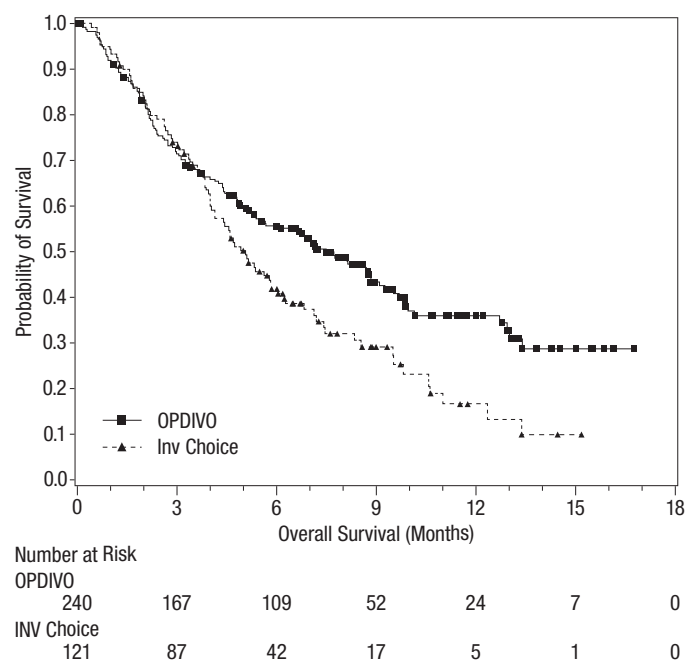 1.0
0.9
0.8
0.7
0.6
0.5
0.4
0.3
0.2
0.1
0.0
Probability of Survival
OPDIVO
Inv Choice
0 3 6 9 12 15 18
Overall Survival (Months)
Number at Risk
OPDIVO
240 167 109 52 24 7 0
INV Choice
121 87 42 17 5 1 0